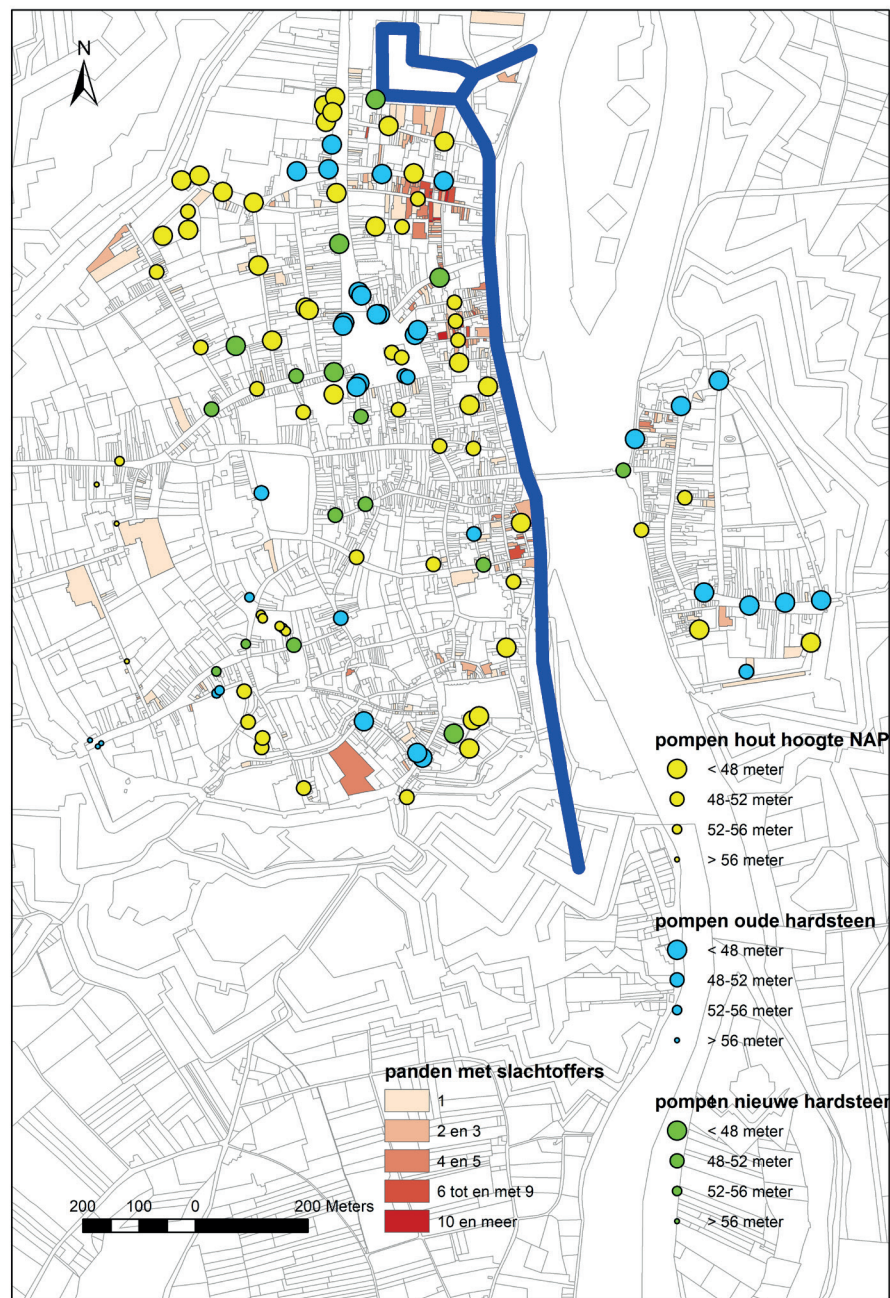 N
pompen hout hoogte NAP
< 48 meter
48-52 meter
52-56 meter
> 56 meter
pompen oude hardsteen
< 48 meter
48-52 meter
52-56 meter
> 56 meter
panden met slachtoffers
1
2 en 3
4 en 5
6 tot en met 9
10 en meer
pompen nieuwe hardsteen
< 48 meter
48-52 meter
52-56 meter
> 56 meter
200 100 0 200 Meters